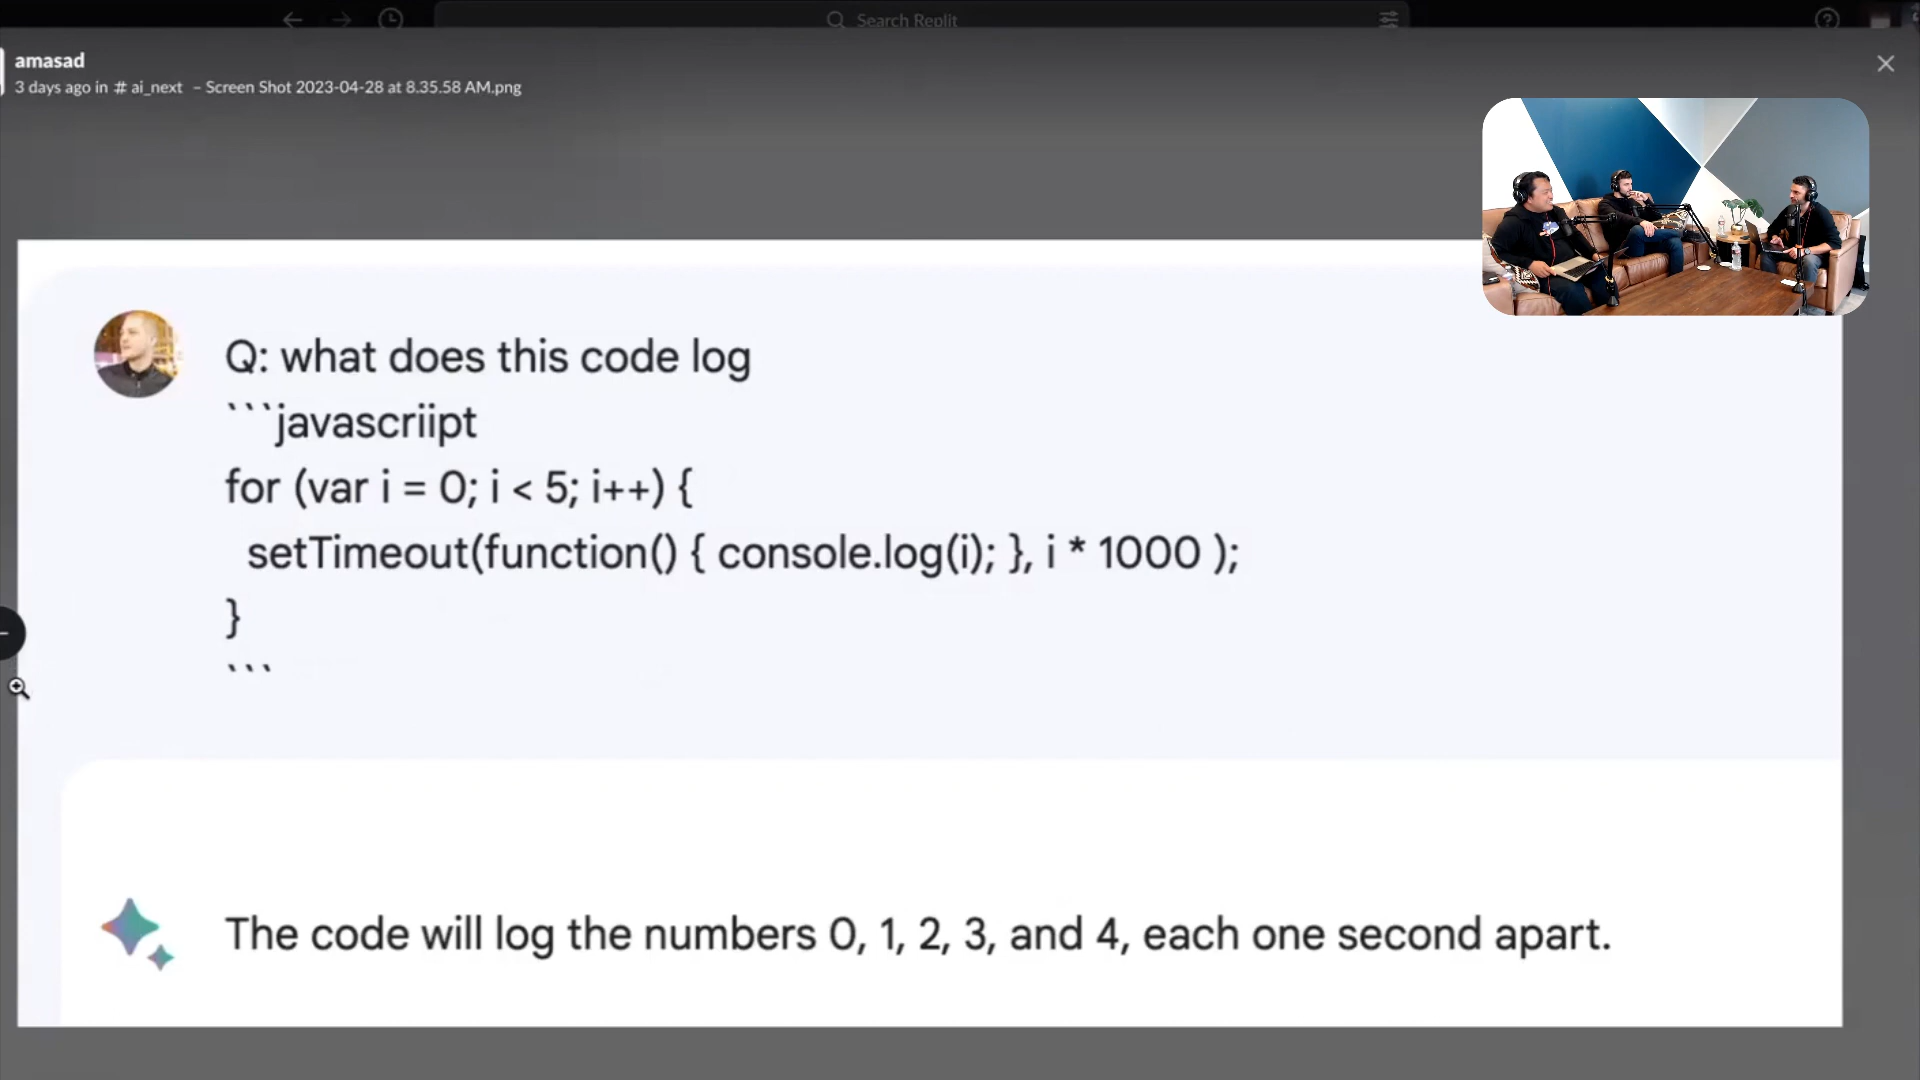 Search Replit
amasad
3 days ago in # ai_next – Screen Shot 2023-04-28 at 8.35.58 AM.png
Q: what does this code log
```javascriipt
for (var i = 0; i < 5; i++) {
setTimeout(function() { console.log(i); }, i * 1000 );
}
```
The code will log the numbers 0, 1, 2, 3, and 4, each one second apart.